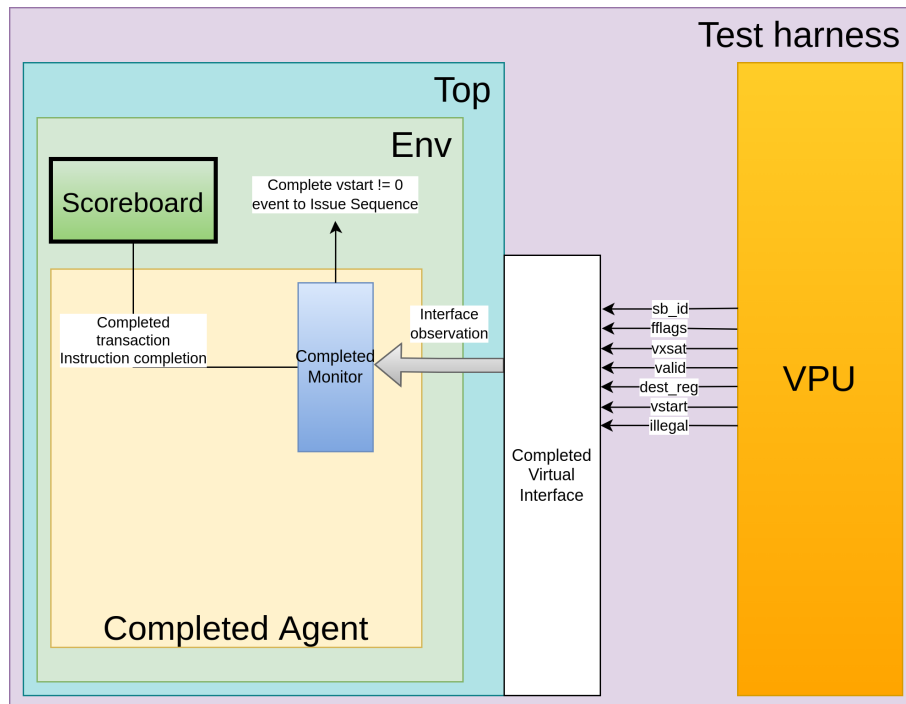 Test harness
Top
Env
Scoreboard
Complete vstart != 0
event to Issue Sequence
Completed
transaction
Instruction completion
Completed
Monitor
Interface
observation
Completed Agent
Completed
Virtual
Interface
sb_id
fflags
vxsat
valid
dest_reg
vstart
illegal
VPU